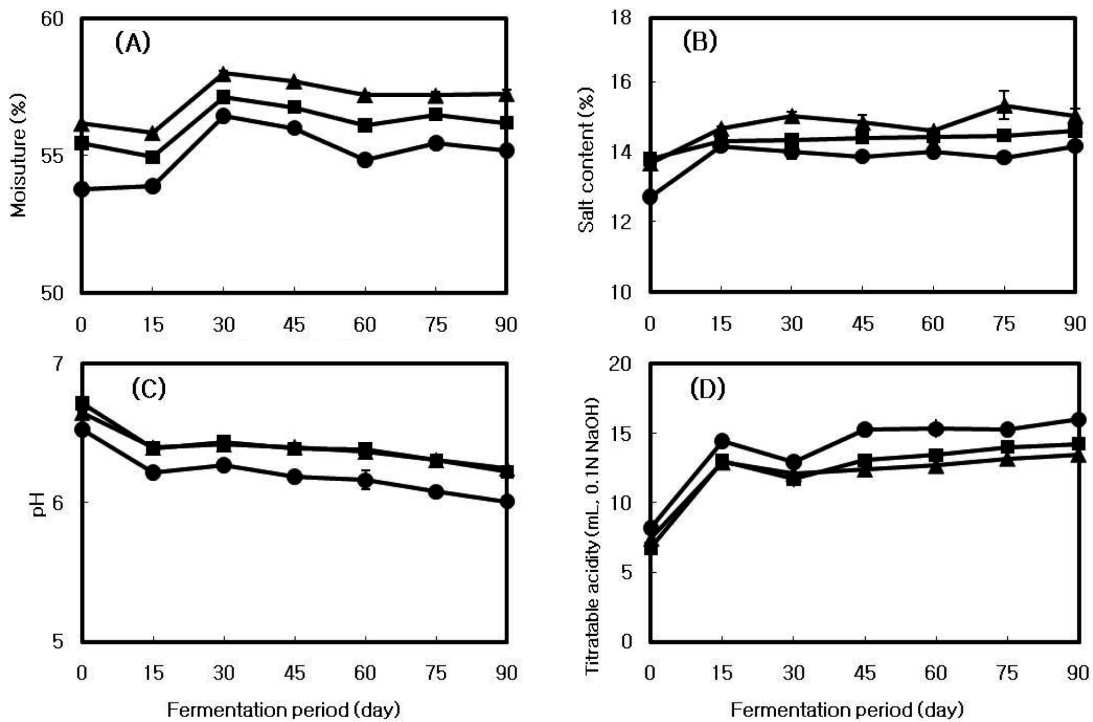 (A)
Moisuture (%)
60
55
50
0 15 30 45 60 75 90
(B)
Salt content (%)
18
16
14
12
10
0 15 30 45 60 75 90
(C)
pH
7
6
5
0 15 30 45 60 75 90
Fermentation period (day)
(D)
Titratable acidity (mL, 0.1N NaOH)
20
15
10
5
0
0 15 30 45 60 75 90
Fermentation period (day)